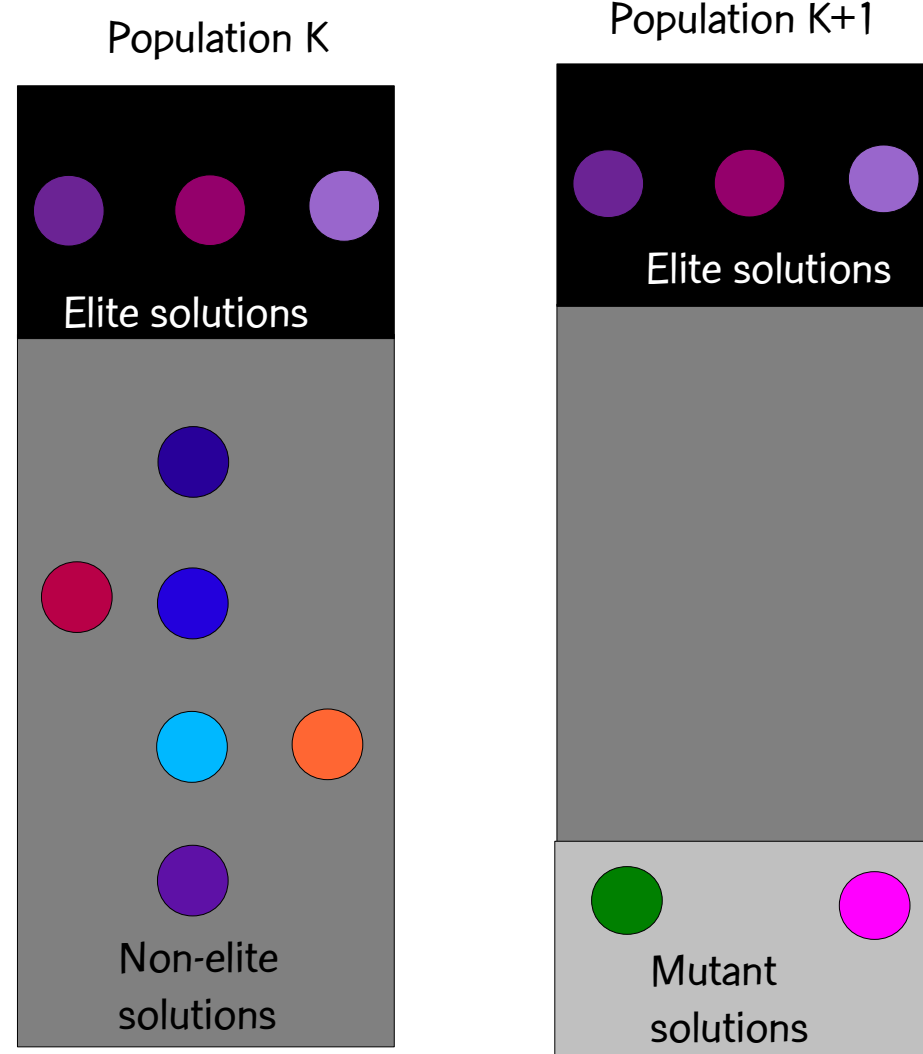 Population K
Population K+1
Elite solutions
Elite solutions
Non-elite
solutions
Mutant
solutions